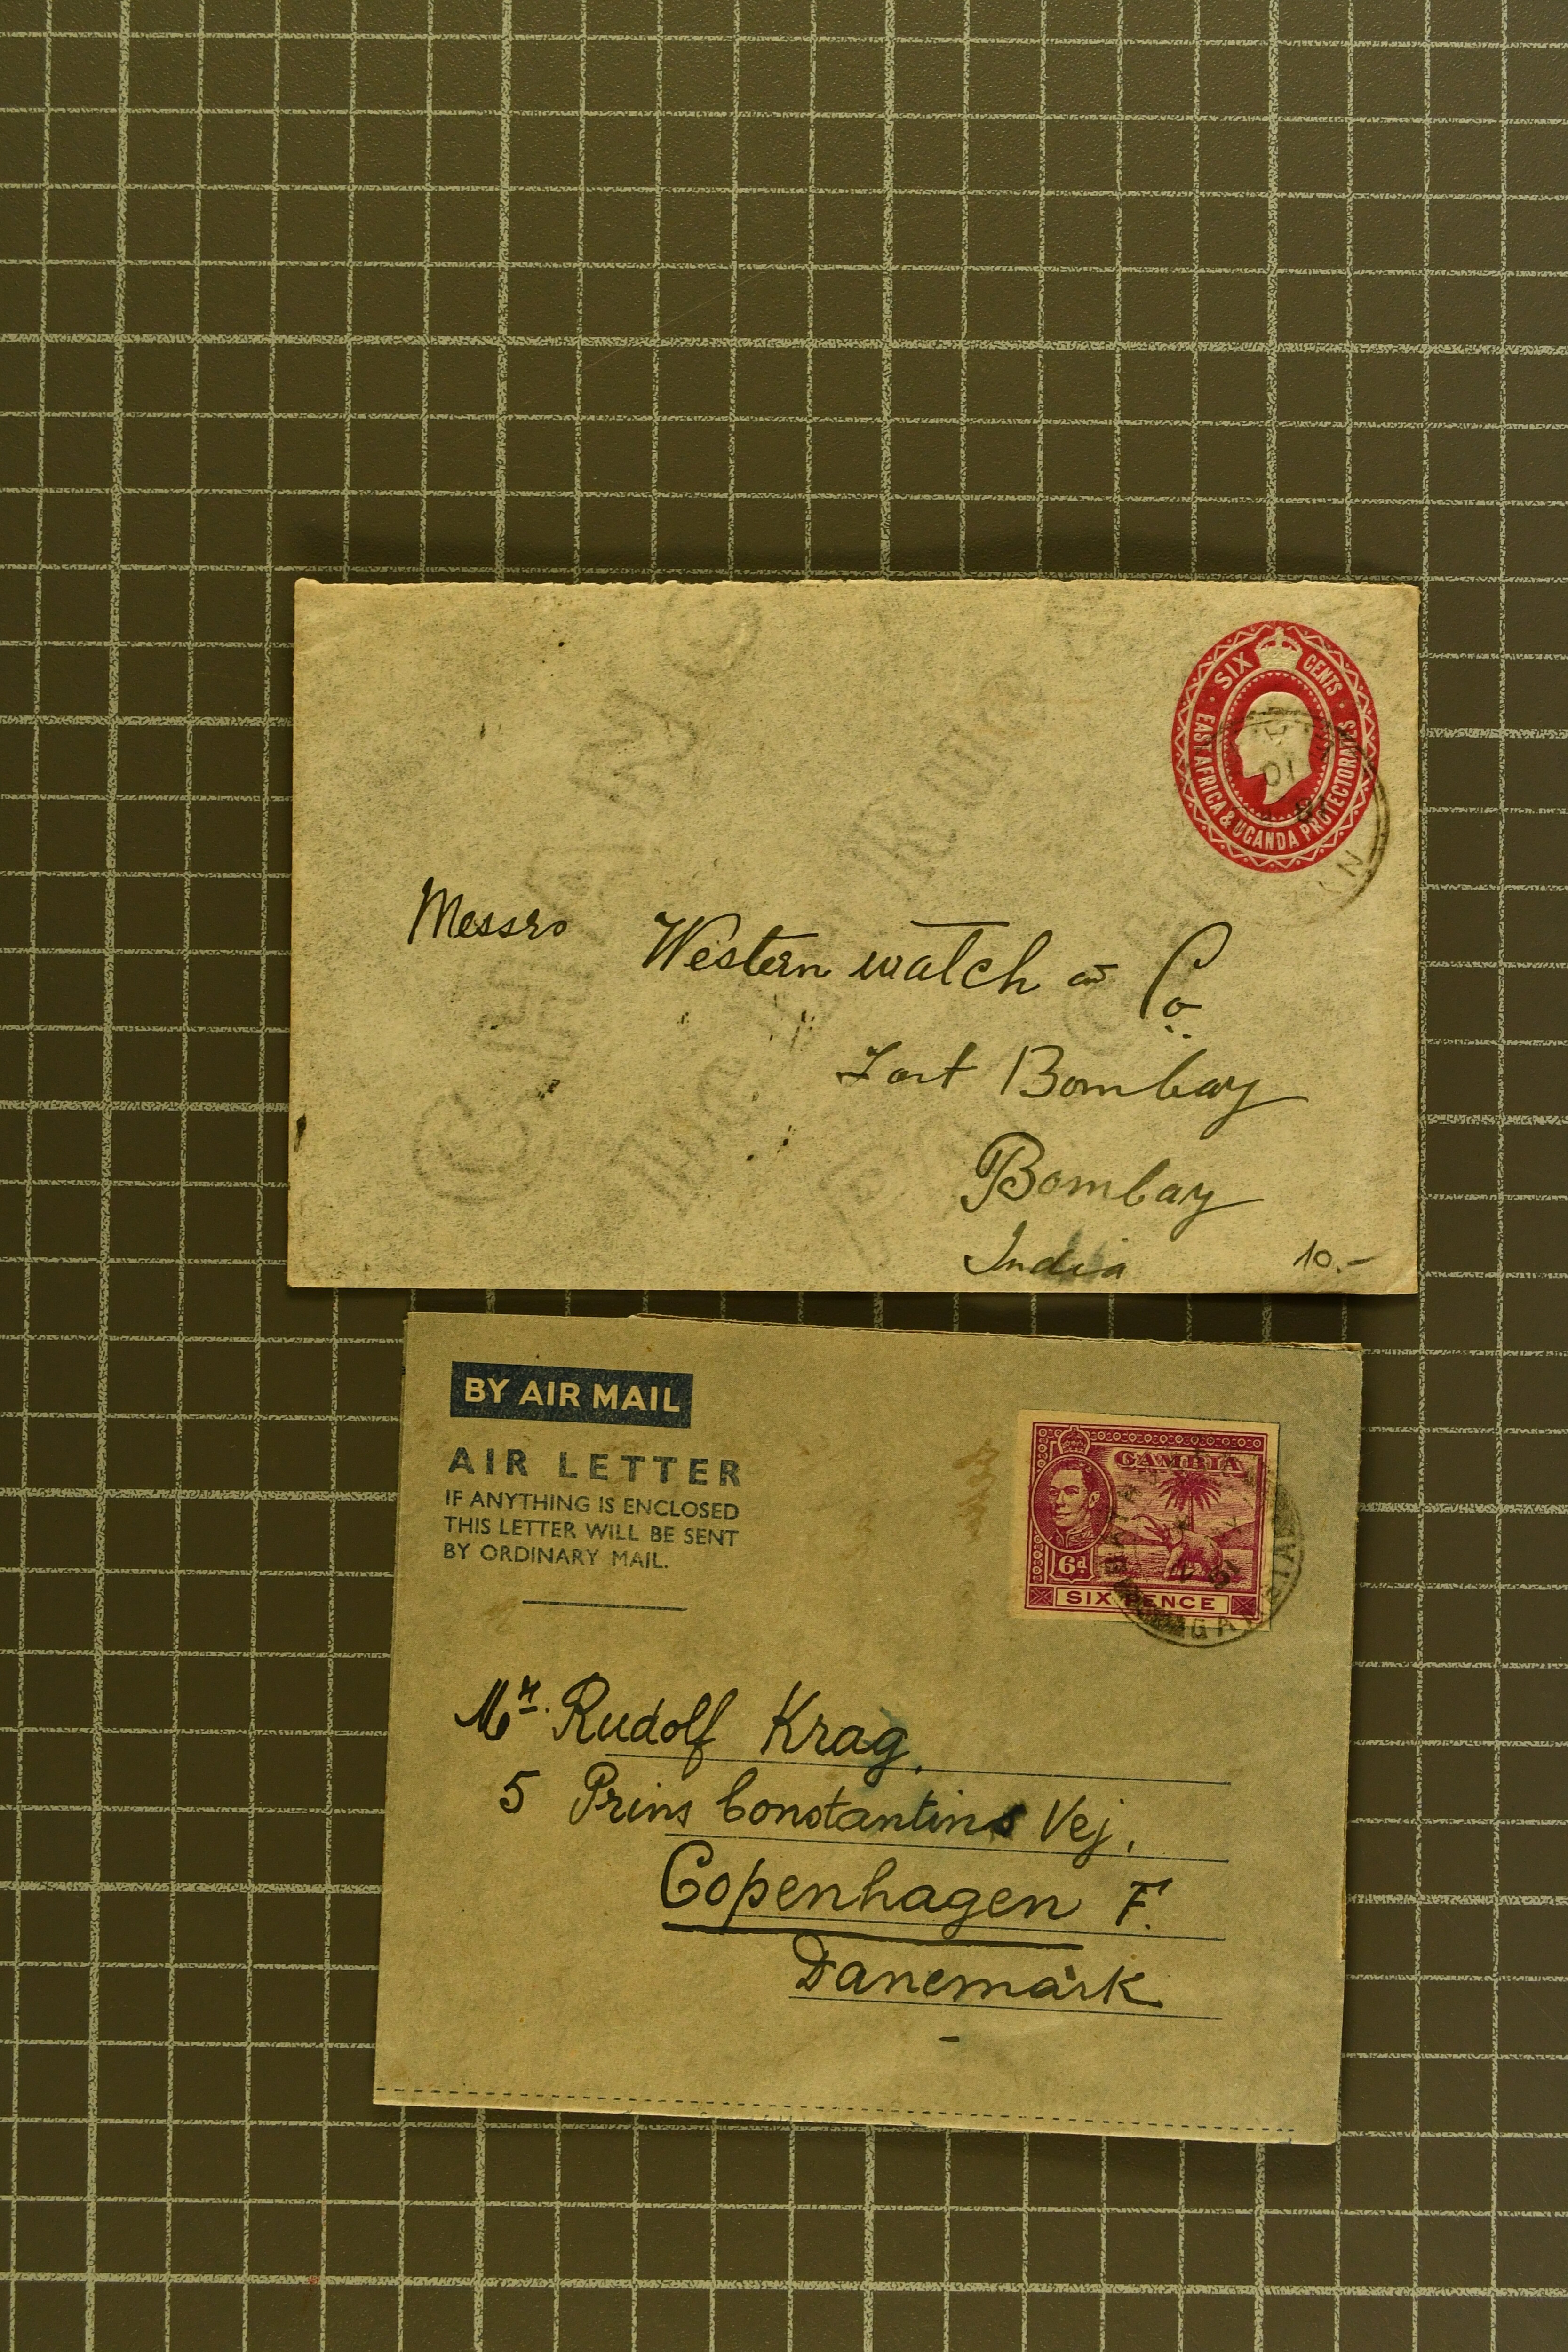 SIX CENTS
EAST AFRICA & UGANDA PROTECTORATES
Messrs Western watch & Co
Fort Bombay
Bombay
India
10.-
BY AIR MAIL
AIR LETTER
IF ANYTHING IS ENCLOSED
THIS LETTER WILL BE SENT
BY ORDINARY MAIL.
GAMBIA
6d
SIX PENCE
Mr. Rudolf Krag.
5 Prins Constantins Vej.
Copenhagen F.
Danemark